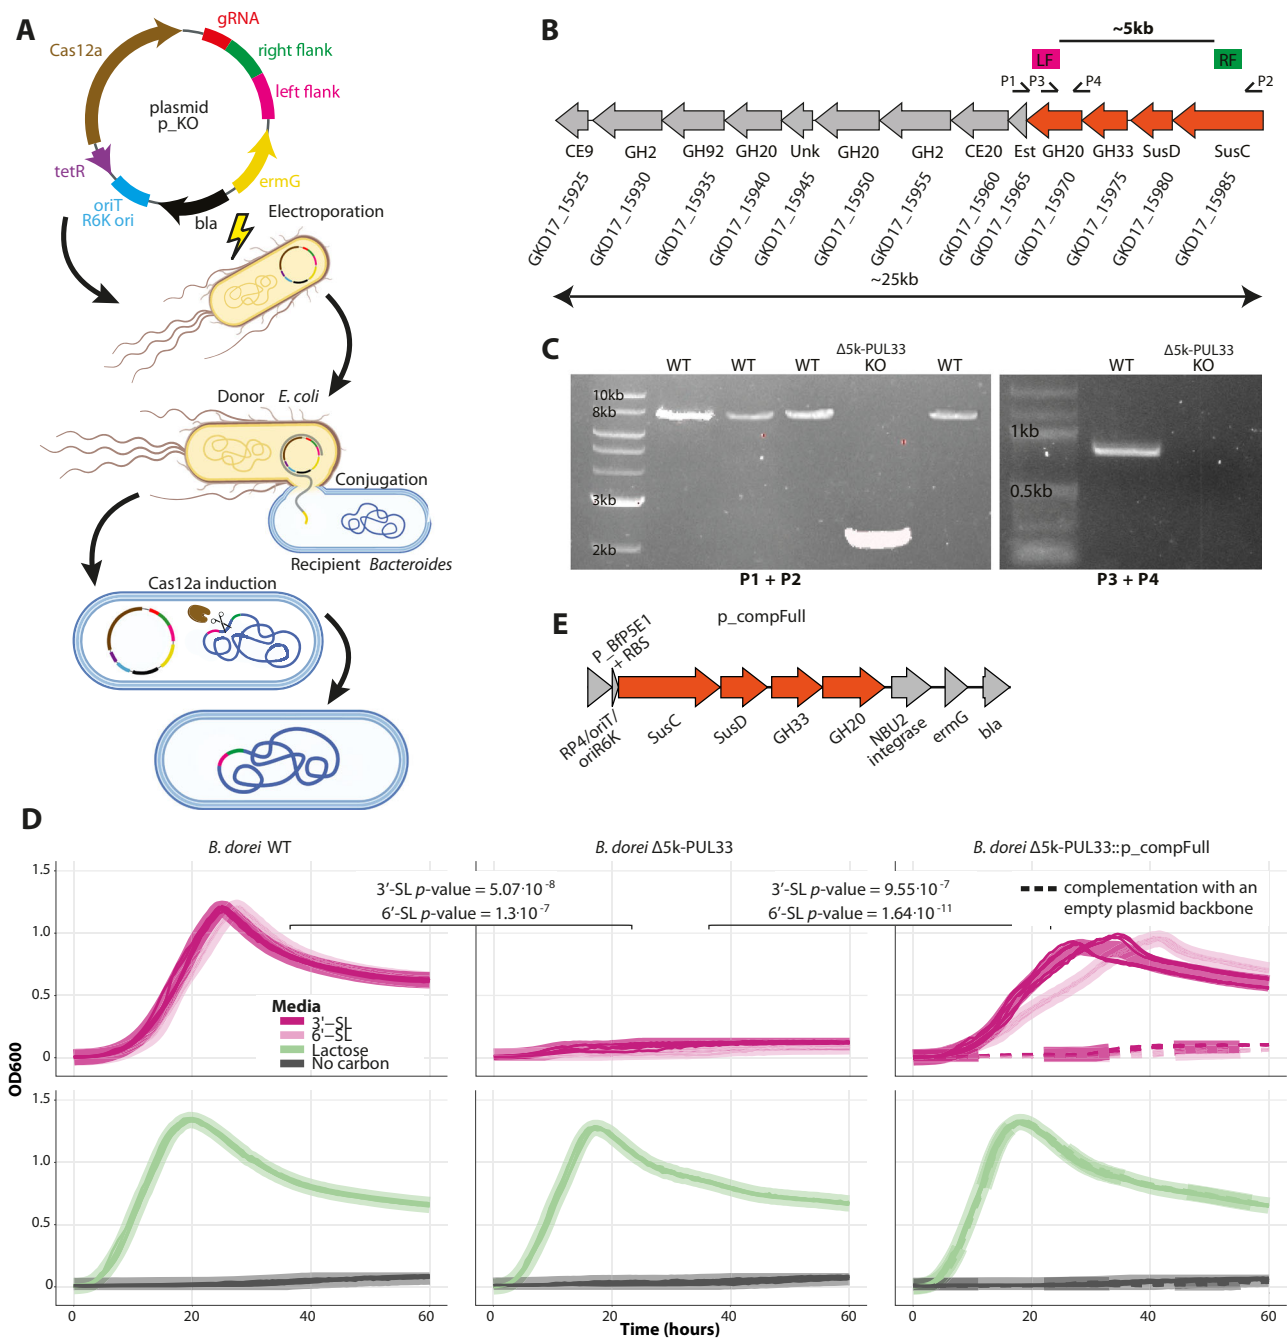 A
gRNA
Cas12a
right flank
left flank
plasmid
p_KO
tetR
oriT
R6K ori
bla
ermG
Electroporation
Donor E. coli
Conjugation
Recipient Bacteroides
Cas12a induction
B
~5kb
LF
RF
P1
P3
P4
P2
CE9
GH2
GH92
GH20
Unk
GH20
GH2
CE20
Est
GH20
GH33
SusD
SusC
GKD17_15925
GKD17_15930
GKD17_15935
GKD17_15940
GKD17_15945
GKD17_15950
GKD17_15955
GKD17_15960
GKD17_15965
GKD17_15970
GKD17_15975
GKD17_15980
GKD17_15985
~25kb
C
WT
WT
WT
Δ5k-PUL33
KO
WT
10kb
8kb
3kb
2kb
P1 + P2
WT
Δ5k-PUL33
KO
1kb
0.5kb
P3 + P4
E
p_compFull
P_BfP5E1
+ RBS
RP4/oriT/
oriR6K
SusC
SusD
GH33
GH20
NBU2
integrase
ermG
bla
D
B. dorei WT
B. dorei Δ5k-PUL33
B. dorei Δ5k-PUL33::p_compFull
3′-SL p-value = 5.07·10-8
6′-SL p-value = 1.3·10-7
3′-SL p-value = 9.55·10-7
6′-SL p-value = 1.64·10-11
complementation with an
empty plasmid backbone
Media
3'−SL
6'−SL
Lactose
No carbon
OD600
1.5
1.0
0.5
0
1.5
1.0
0.5
0
0
20
40
60
0
20
40
60
0
20
40
60
Time (hours)